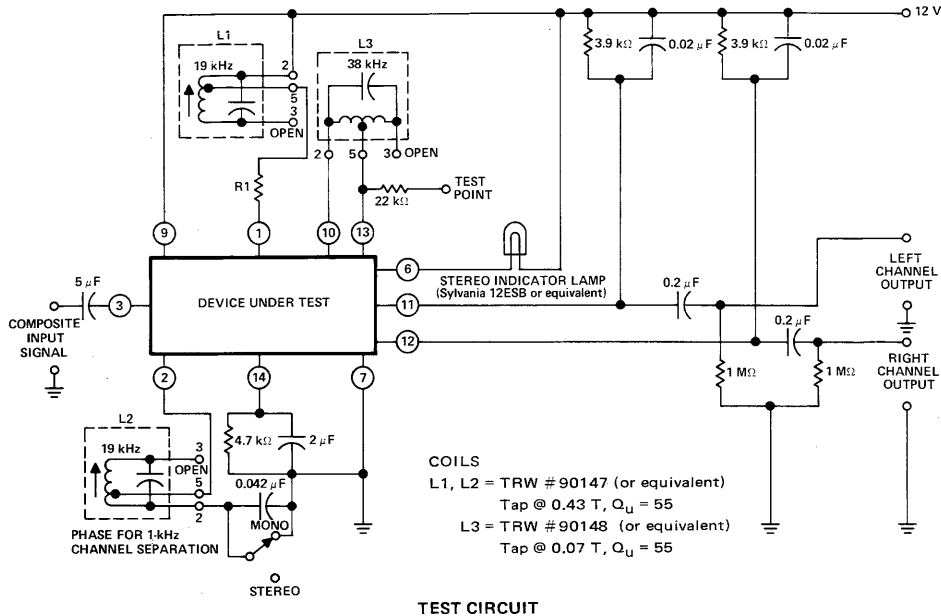 12 V
L1
19 kHz
2
5
3
OPEN
L3
38 kHz
2
5
3 OPEN
3.9 kΩ
0.02 µF
3.9 kΩ
0.02 µF
R1
22 kΩ
TEST
POINT
9
1
10
13
6
STEREO INDICATOR LAMP
(Sylvania 12ESB or equivalent)
5 µF
3
DEVICE UNDER TEST
11
12
COMPOSITE
INPUT
SIGNAL
2
14
7
0.2 µF
0.2 µF
LEFT
CHANNEL
OUTPUT
RIGHT
CHANNEL
OUTPUT
1 MΩ
1 MΩ
L2
19 kHz
3
OPEN
5
2
4.7 kΩ
2 µF
0.042 µF
MONO
STEREO
PHASE FOR 1-kHz
CHANNEL SEPARATION
COILS
L1, L2 = TRW #90147 (or equivalent)
Tap @ 0.43 T, Qu = 55
L3 = TRW #90148 (or equivalent)
Tap @ 0.07 T, Qu = 55
TEST CIRCUIT